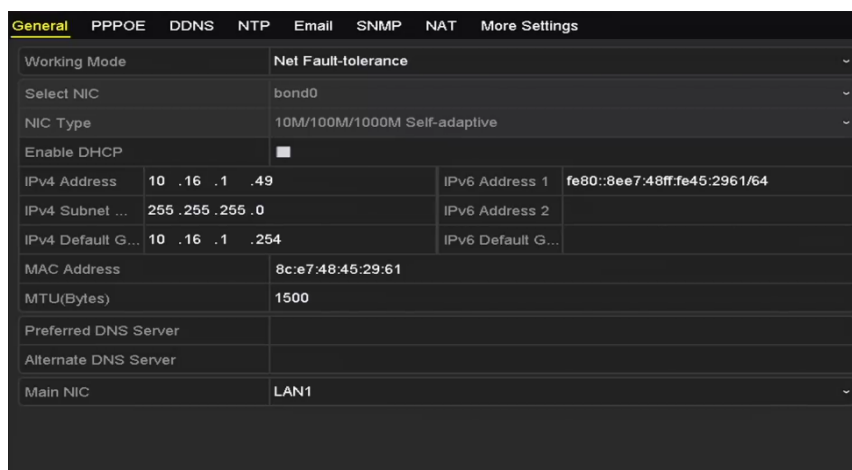 General PPPOE DDNS NTP Email SNMP NAT More Settings
Working Mode Net Fault-tolerance
Select NIC bond0
NIC Type 10M/100M/1000M Self-adaptive
Enable DHCP
IPv4 Address 10 .16 .1 .49 IPv6 Address 1 fe80::8ee7:48ff:fe45:2961/64
IPv4 Subnet ... 255.255.255.0 IPv6 Address 2
IPv4 Default G... 10 .16 .1 .254 IPv6 Default G...
MAC Address 8c:e7:48:45:29:61
MTU(Bytes) 1500
Preferred DNS Server
Alternate DNS Server
Main NIC LAN1